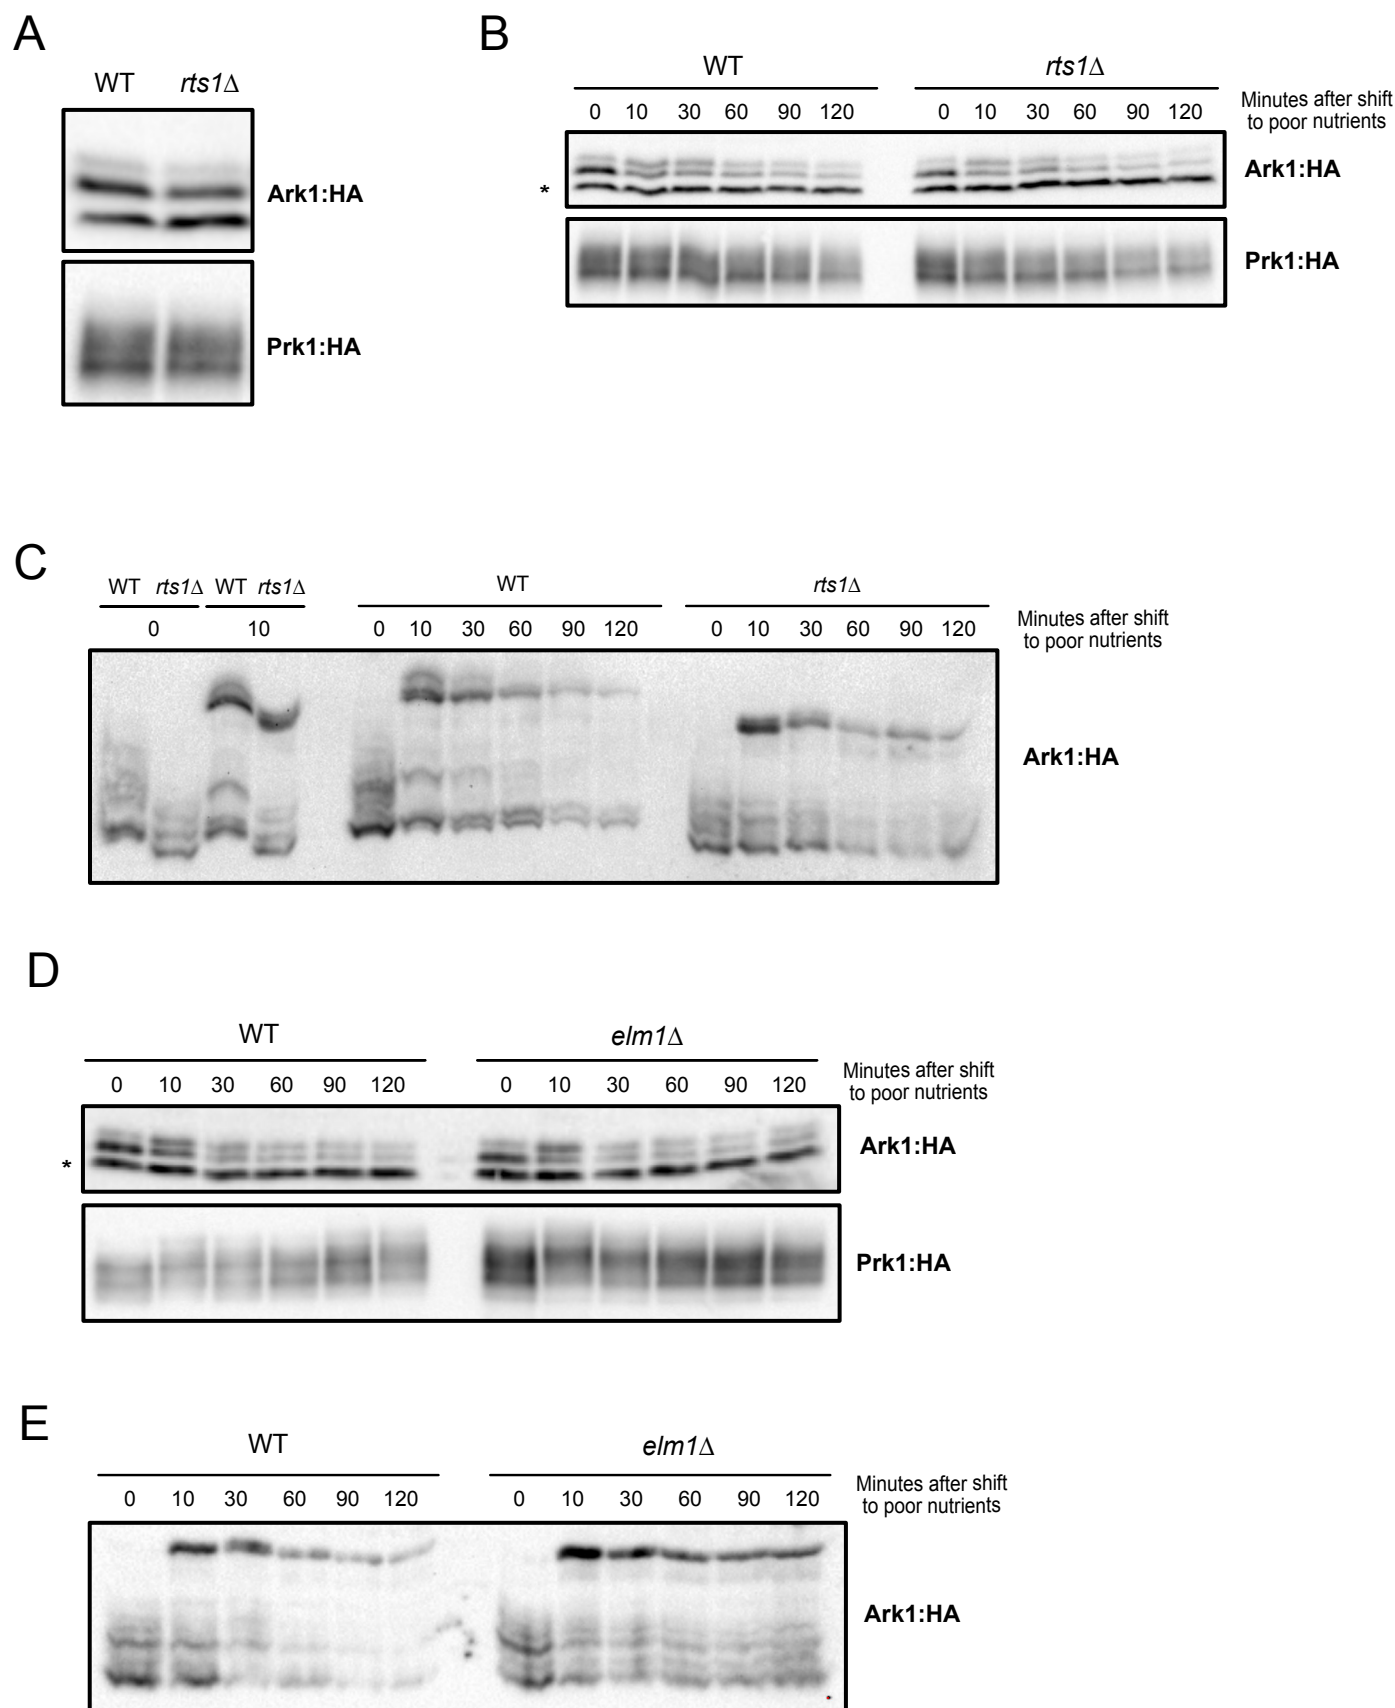 A
WT rts1Δ
Ark1:HA
Prk1:HA
B
WT rts1Δ
0 10 30 60 90 120 0 10 30 60 90 120
Minutes after shift
to poor nutrients
Ark1:HA
*
Prk1:HA
C
WT rts1Δ WT rts1Δ WT rts1Δ
0 10 0 10 30 60 90 120 0 10 30 60 90 120
Minutes after shift
to poor nutrients
Ark1:HA
D
WT elm1Δ
0 10 30 60 90 120 0 10 30 60 90 120
Minutes after shift
to poor nutrients
Ark1:HA
*
Prk1:HA
E
WT elm1Δ
0 10 30 60 90 120 0 10 30 60 90 120
Minutes after shift
to poor nutrients
Ark1:HA